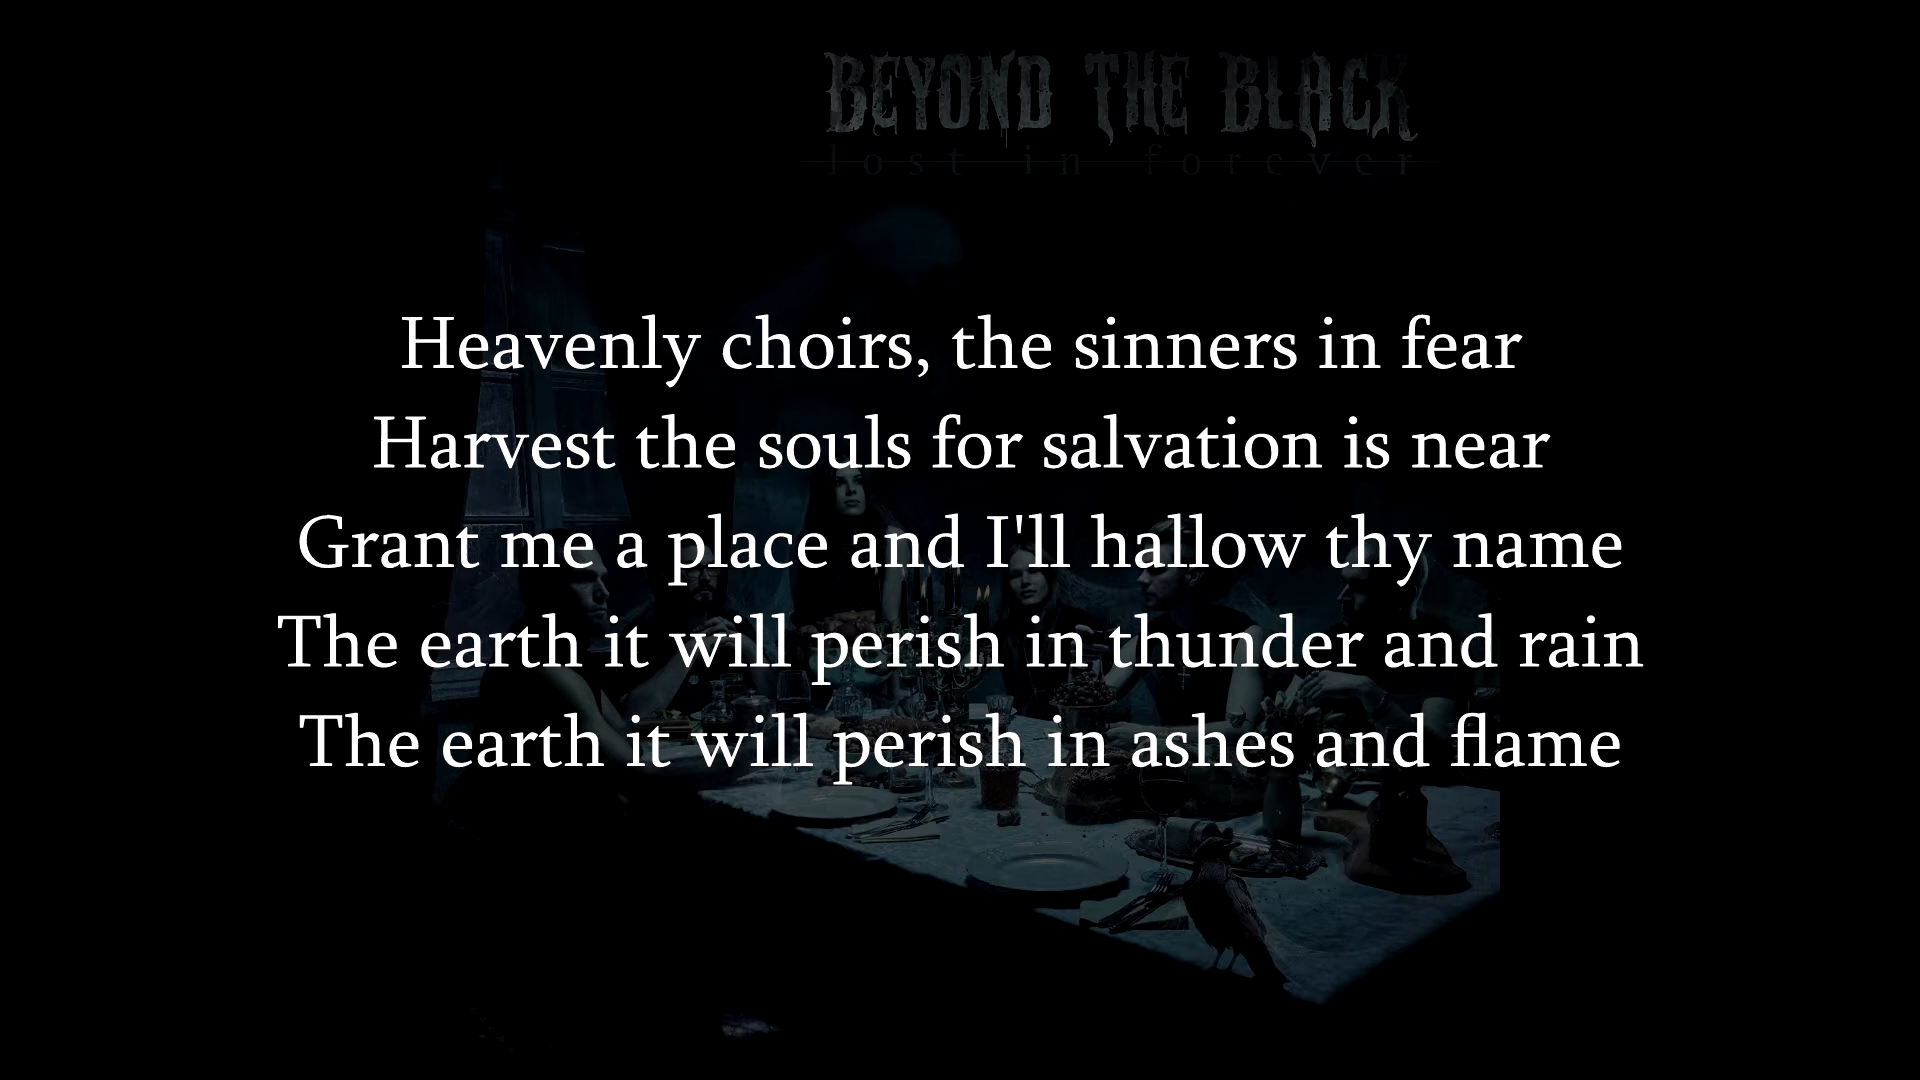 BEYOND THE BLACK
lost in forever
Heavenly choirs, the sinners in fear
Harvest the souls for salvation is near
Grant me a place and I'll hallow thy name
The earth it will perish in thunder and rain
The earth it will perish in ashes and flame